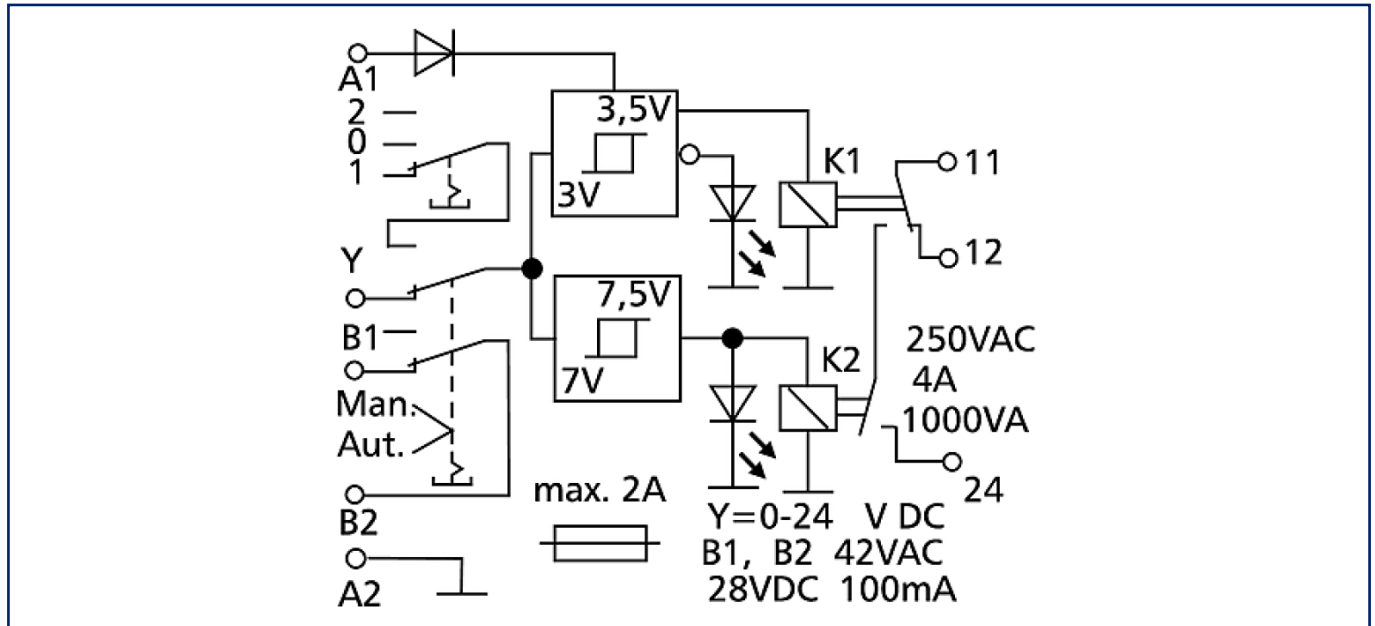 A1
2
0
1
3,5V
3V
K1
11
12
Y
7,5V
7V
B1
K2
250VAC
4A
1000VA
Man.
Aut.
24
B2
max. 2A
Y=0-24 V DC
B1, B2 42VAC
28VDC 100mA
A2